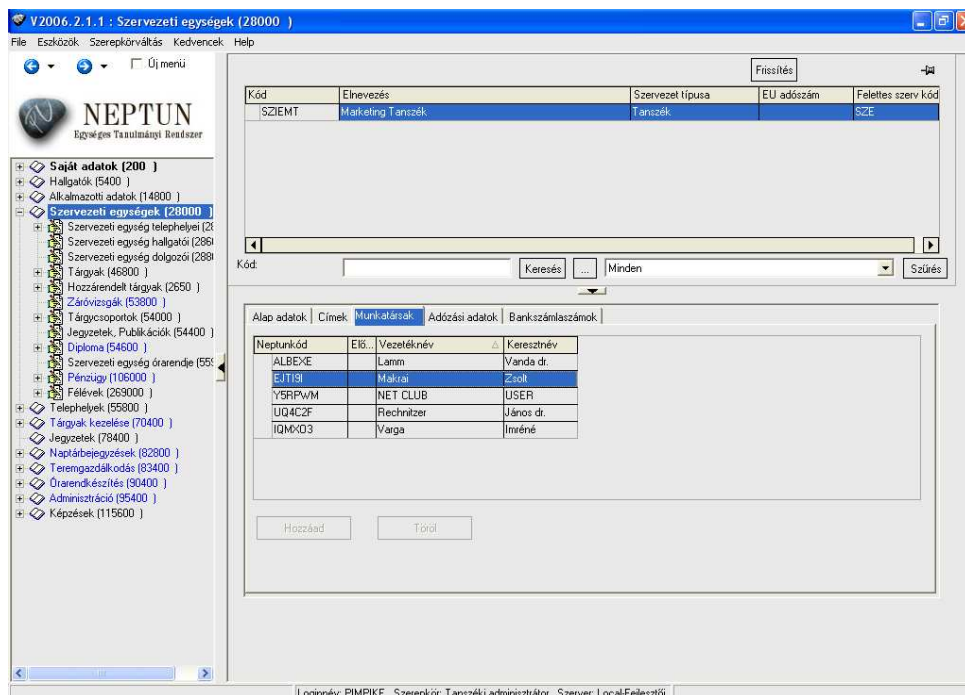 V2006.2.1.1 : Szervezeti egységek (28000 )
File Eszközök Szerepkörváltás Kedvencek Help
Új menü
NEPTUN
Egységes Tanulmányi Rendszer
Saját adatok (200 )
Hallgatók (5400 )
Alkalmazotti adatok (14800 )
Szervezeti egységek (28000 )
Szervezeti egység telephelyei (28
Szervezeti egység hallgatói (286
Szervezeti egység dolgozói (288
Tárgyak (46800 )
Hozzárendelt tárgyak (2650 )
Záróvizsgák (53800 )
Tárgycsoportok (54000 )
Jegyzetek, Publikációk (54400 )
Diploma (54600 )
Szervezeti egység órarendje (55
Pénzügy (106000 )
Félévek (269000 )
Telephelyek (55800 )
Tárgyak kezelése (70400 )
Jegyzetek (78400 )
Naptárbejegyzések (82800 )
Teremgazdálkodás (83400 )
Órarendkészítés (90400 )
Adminisztráció (95400 )
Képzések (115600 )
Frissítés
Kód Elnevezés Szervezet típusa EU adószám Felettes szerv kód
SZIEMT Marketing Tanszék Tanszék SZE
Kód: Keresés ... Minden Szűrés
Alap adatok Címek Munkatársak Adózási adatok Bankszámlaszámok
Neptunkód Elő... Vezetéknév Keresztnév
ALBEXE Lamm Vanda dr.
EJTI9I Makrai Zsolt
Y5RPWM NET CLUB USER
UQ4C2F Rechnitzer János dr.
IQMXO3 Varga Imréné
Hozzáad Töröl
Loginnév: PIMPIKE Szerepkör: Tanszéki adminisztrátor Szerver: Local-Fejlesztői